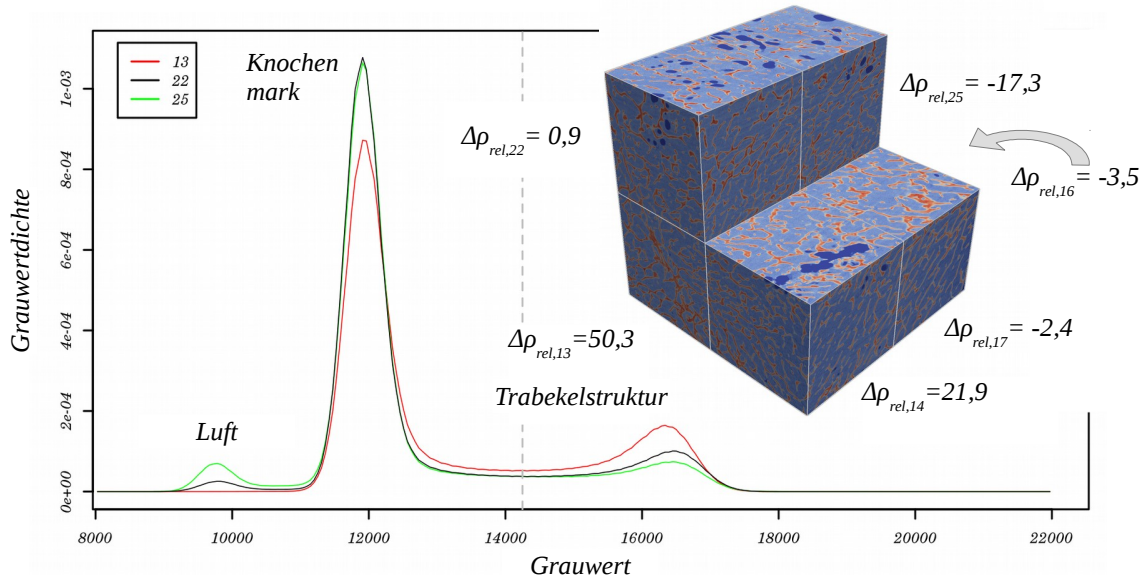 13
22
25
Knochen
mark
Δρrel,25= -17,3
Δρrel,22= 0,9
Δρrel,16= -3,5
Δρrel,13=50,3
Δρrel,17= -2,4
Δρrel,14=21,9
Trabekelstruktur
Luft
Grauwertdichte
1e-03
8e-04
6e-04
4e-04
2e-04
0e+00
8000 10000 12000 14000 16000 18000 20000 22000
Grauwert